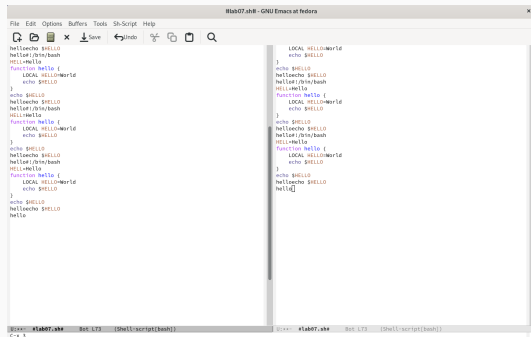 #lab07.sh# - GNU Emacs at fedora
File Edit Options Buffers Tools Sh-Script Help
Save Undo
helloecho $HELLO
hello#!/bin/bash
HELL=Hello
function hello {
    LOCAL HELLO=World
    echo $HELLO
}
echo $HELLO
helloecho $HELLO
hello#!/bin/bash
HELL=Hello
function hello {
    LOCAL HELLO=World
    echo $HELLO
}
echo $HELLO
helloecho $HELLO
hello#!/bin/bash
HELL=Hello
function hello {
    LOCAL HELLO=World
    echo $HELLO
}
echo $HELLO
helloecho $HELLO
hello
U:**- #lab07.sh# Bot L73 (Shell-script[bash])
    LOCAL HELLO=World
    echo $HELLO
}
echo $HELLO
helloecho $HELLO
hello#!/bin/bash
HELL=Hello
function hello {
    LOCAL HELLO=World
    echo $HELLO
}
echo $HELLO
helloecho $HELLO
hello#!/bin/bash
HELL=Hello
function hello {
    LOCAL HELLO=World
    echo $HELLO
}
echo $HELLO
helloecho $HELLO
hello
U:**- #lab07.sh# Bot L73 (Shell-script[bash])
C-x 3